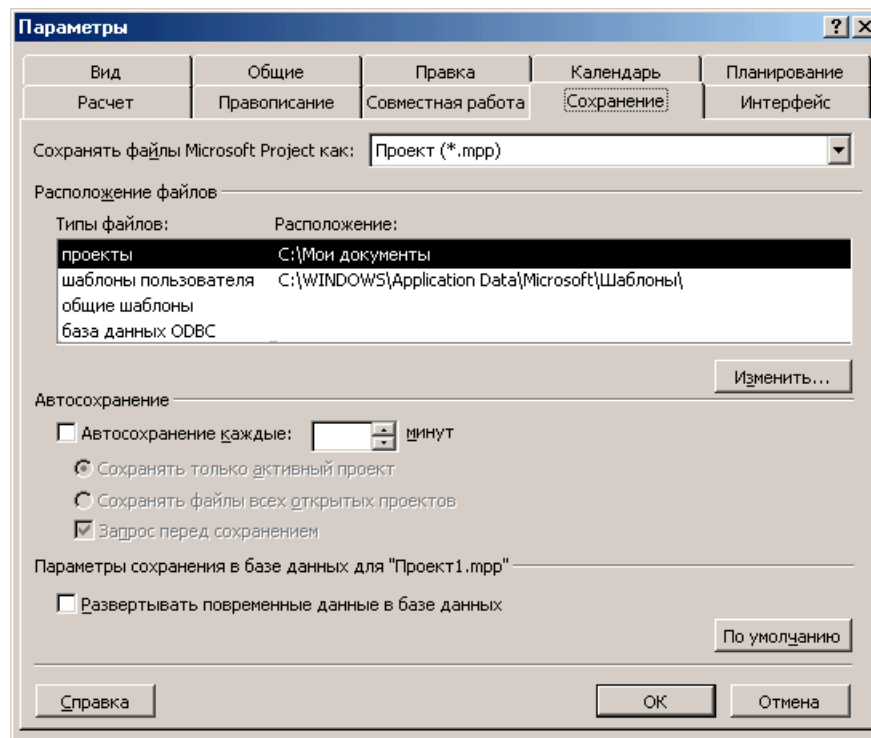 Параметры
Вид Общие Правка Календарь Планирование
Расчет Правописание Совместная работа Сохранение Интерфейс
Сохранять файлы Microsoft Project как: Проект (*.mpp)
Расположение файлов
Типы файлов: Расположение:
проекты C:\Мои документы
шаблоны пользователя C:\WINDOWS\Application Data\Microsoft\Шаблоны\
общие шаблоны
база данных ODBC
Изменить...
Автосохранение
Автосохранение каждые: минут
Сохранять только активный проект
Сохранять файлы всех открытых проектов
Запрос перед сохранением
Параметры сохранения в базе данных для "Проект1.mpp"
Развертывать повременные данные в базе данных
По умолчанию
Справка ОК Отмена